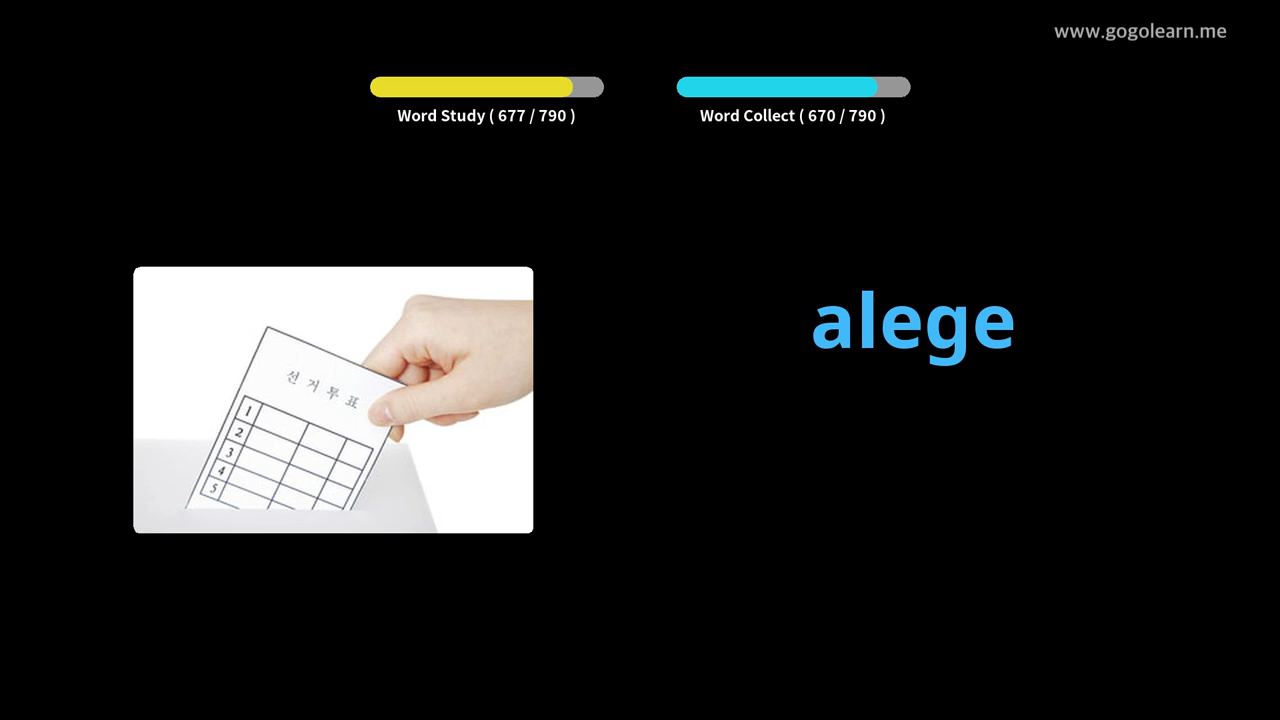 www.gogolearn.me
Word Study ( 677 / 790 )
Word Collect ( 670 / 790 )
alege
선거투표
1
2
3
4
5